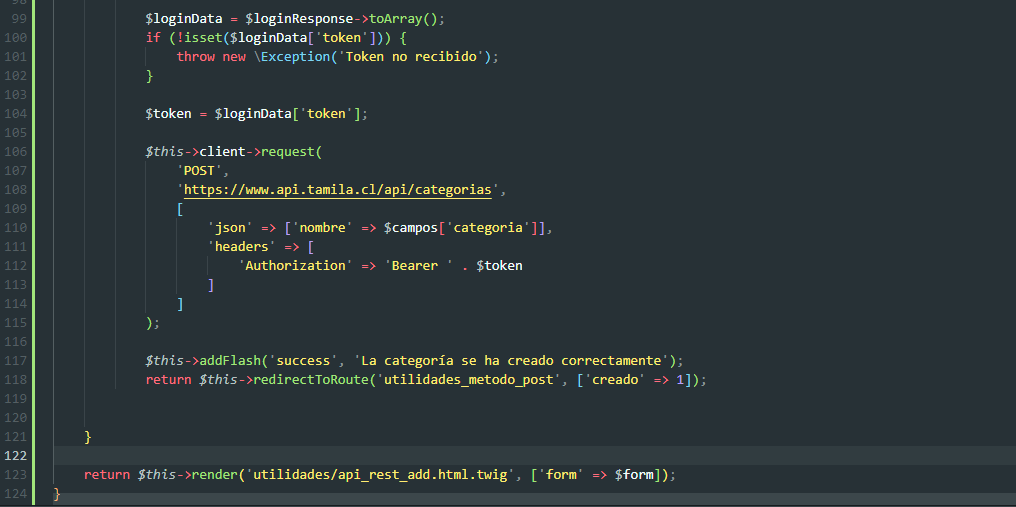 98
99 $loginData = $loginResponse->toArray();
100 if (!isset($loginData['token'])) {
101 throw new \Exception('Token no recibido');
102 }
103
104 $token = $loginData['token'];
105
106 $this->client->request(
107 'POST',
108 'https://www.api.tamila.cl/api/categorias',
109 [
110 'json' => ['nombre' => $campos['categoria']],
111 'headers' => [
112 'Authorization' => 'Bearer ' . $token
113 ]
114 ]
115 );
116
117 $this->addFlash('success', 'La categoría se ha creado correctamente');
118 return $this->redirectToRoute('utilidades_metodo_post', ['creado' => 1]);
119
120
121 }
122
123 return $this->render('utilidades/api_rest_add.html.twig', ['form' => $form]);
124 }